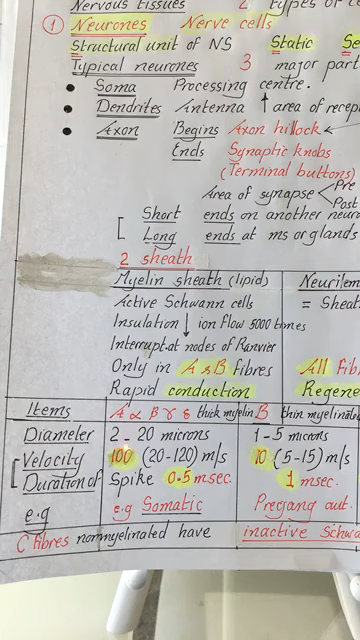 Nervous tissues 2 types of
① Neurones Nerve cells
Structural unit of NS Static Se
Typical neurones 3 major part
• Soma Processing centre.
• Dendrites Antenna ↑ area of recep
• Axon Begins Axon hillock
Ends Synaptic knobs
(Terminal buttons)
Area of synapse < Pre
Post
[ Short ends on another neuro
Long ends at ms or glands
2 sheath
Myelin sheath (lipid) Neurilem
Active Schwann cells = Sheat
Insulation ↓ ion flow 5000 times
Interrupt. at nodes of Ranvier
Only in A & B fibres All fib
Rapid conduction Regene
Items A α β γ δ thick myelin B thin myelinated
Diameter 2 - 20 microns 1 - 5 microns
[ Velocity 100 (20-120) m/s 10 (5-15) m/s
Duration of Spike 0.5 msec. 1 msec.
e.g e.g Somatic Pregang aut.
C fibres nonmyelinated have inactive Schwa